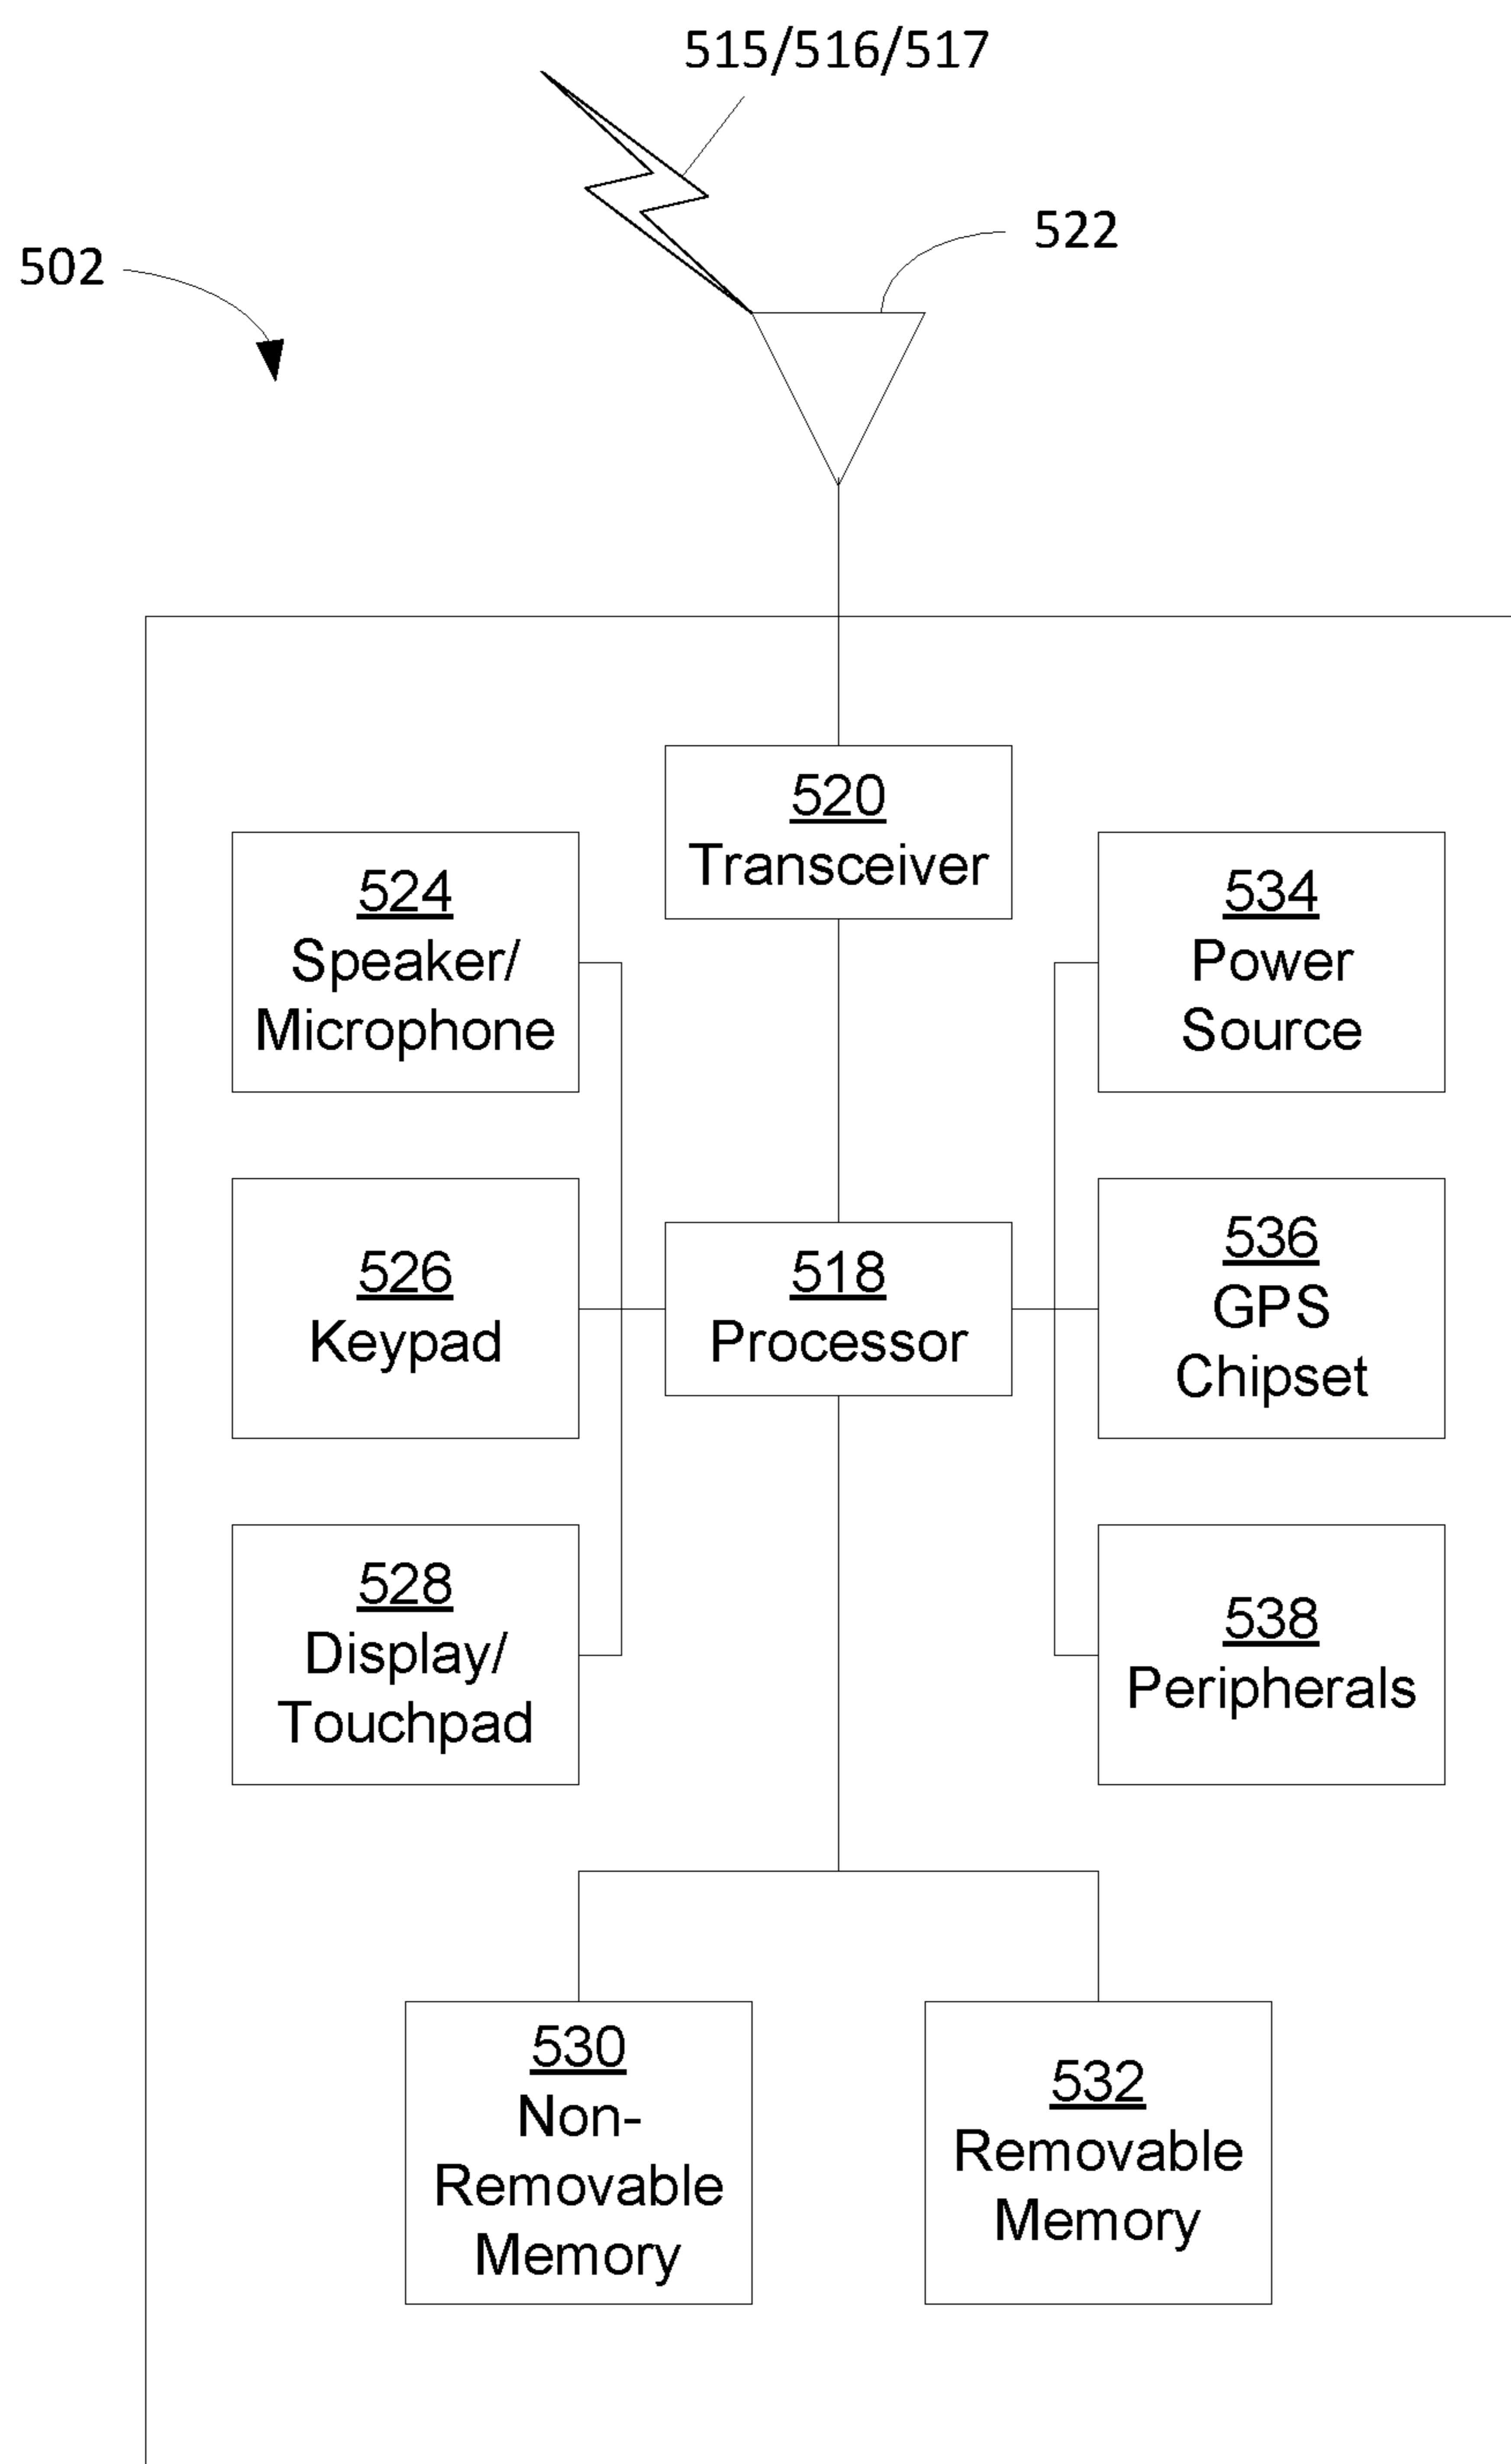 515/516/517
522
502
520
Transceiver
524
Speaker/
Microphone
534
Power
Source
526
Keypad
518
Processor
536
GPS
Chipset
528
Display/
Touchpad
538
Peripherals
530
Non-
Removable
Memory
532
Removable
Memory